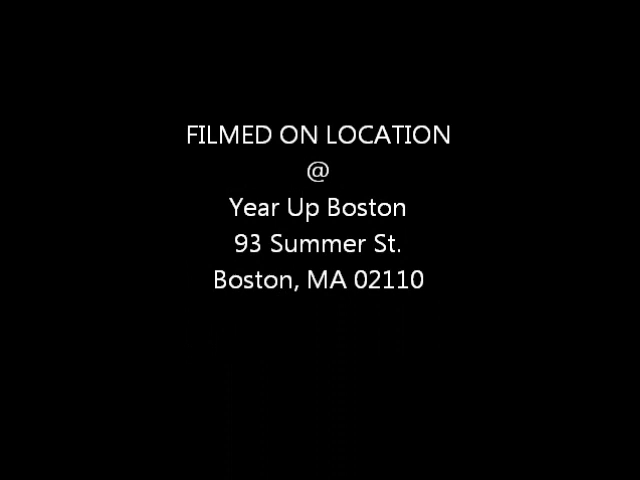 FILMED ON LOCATION
@
Year Up Boston
93 Summer St.
Boston, MA 02110